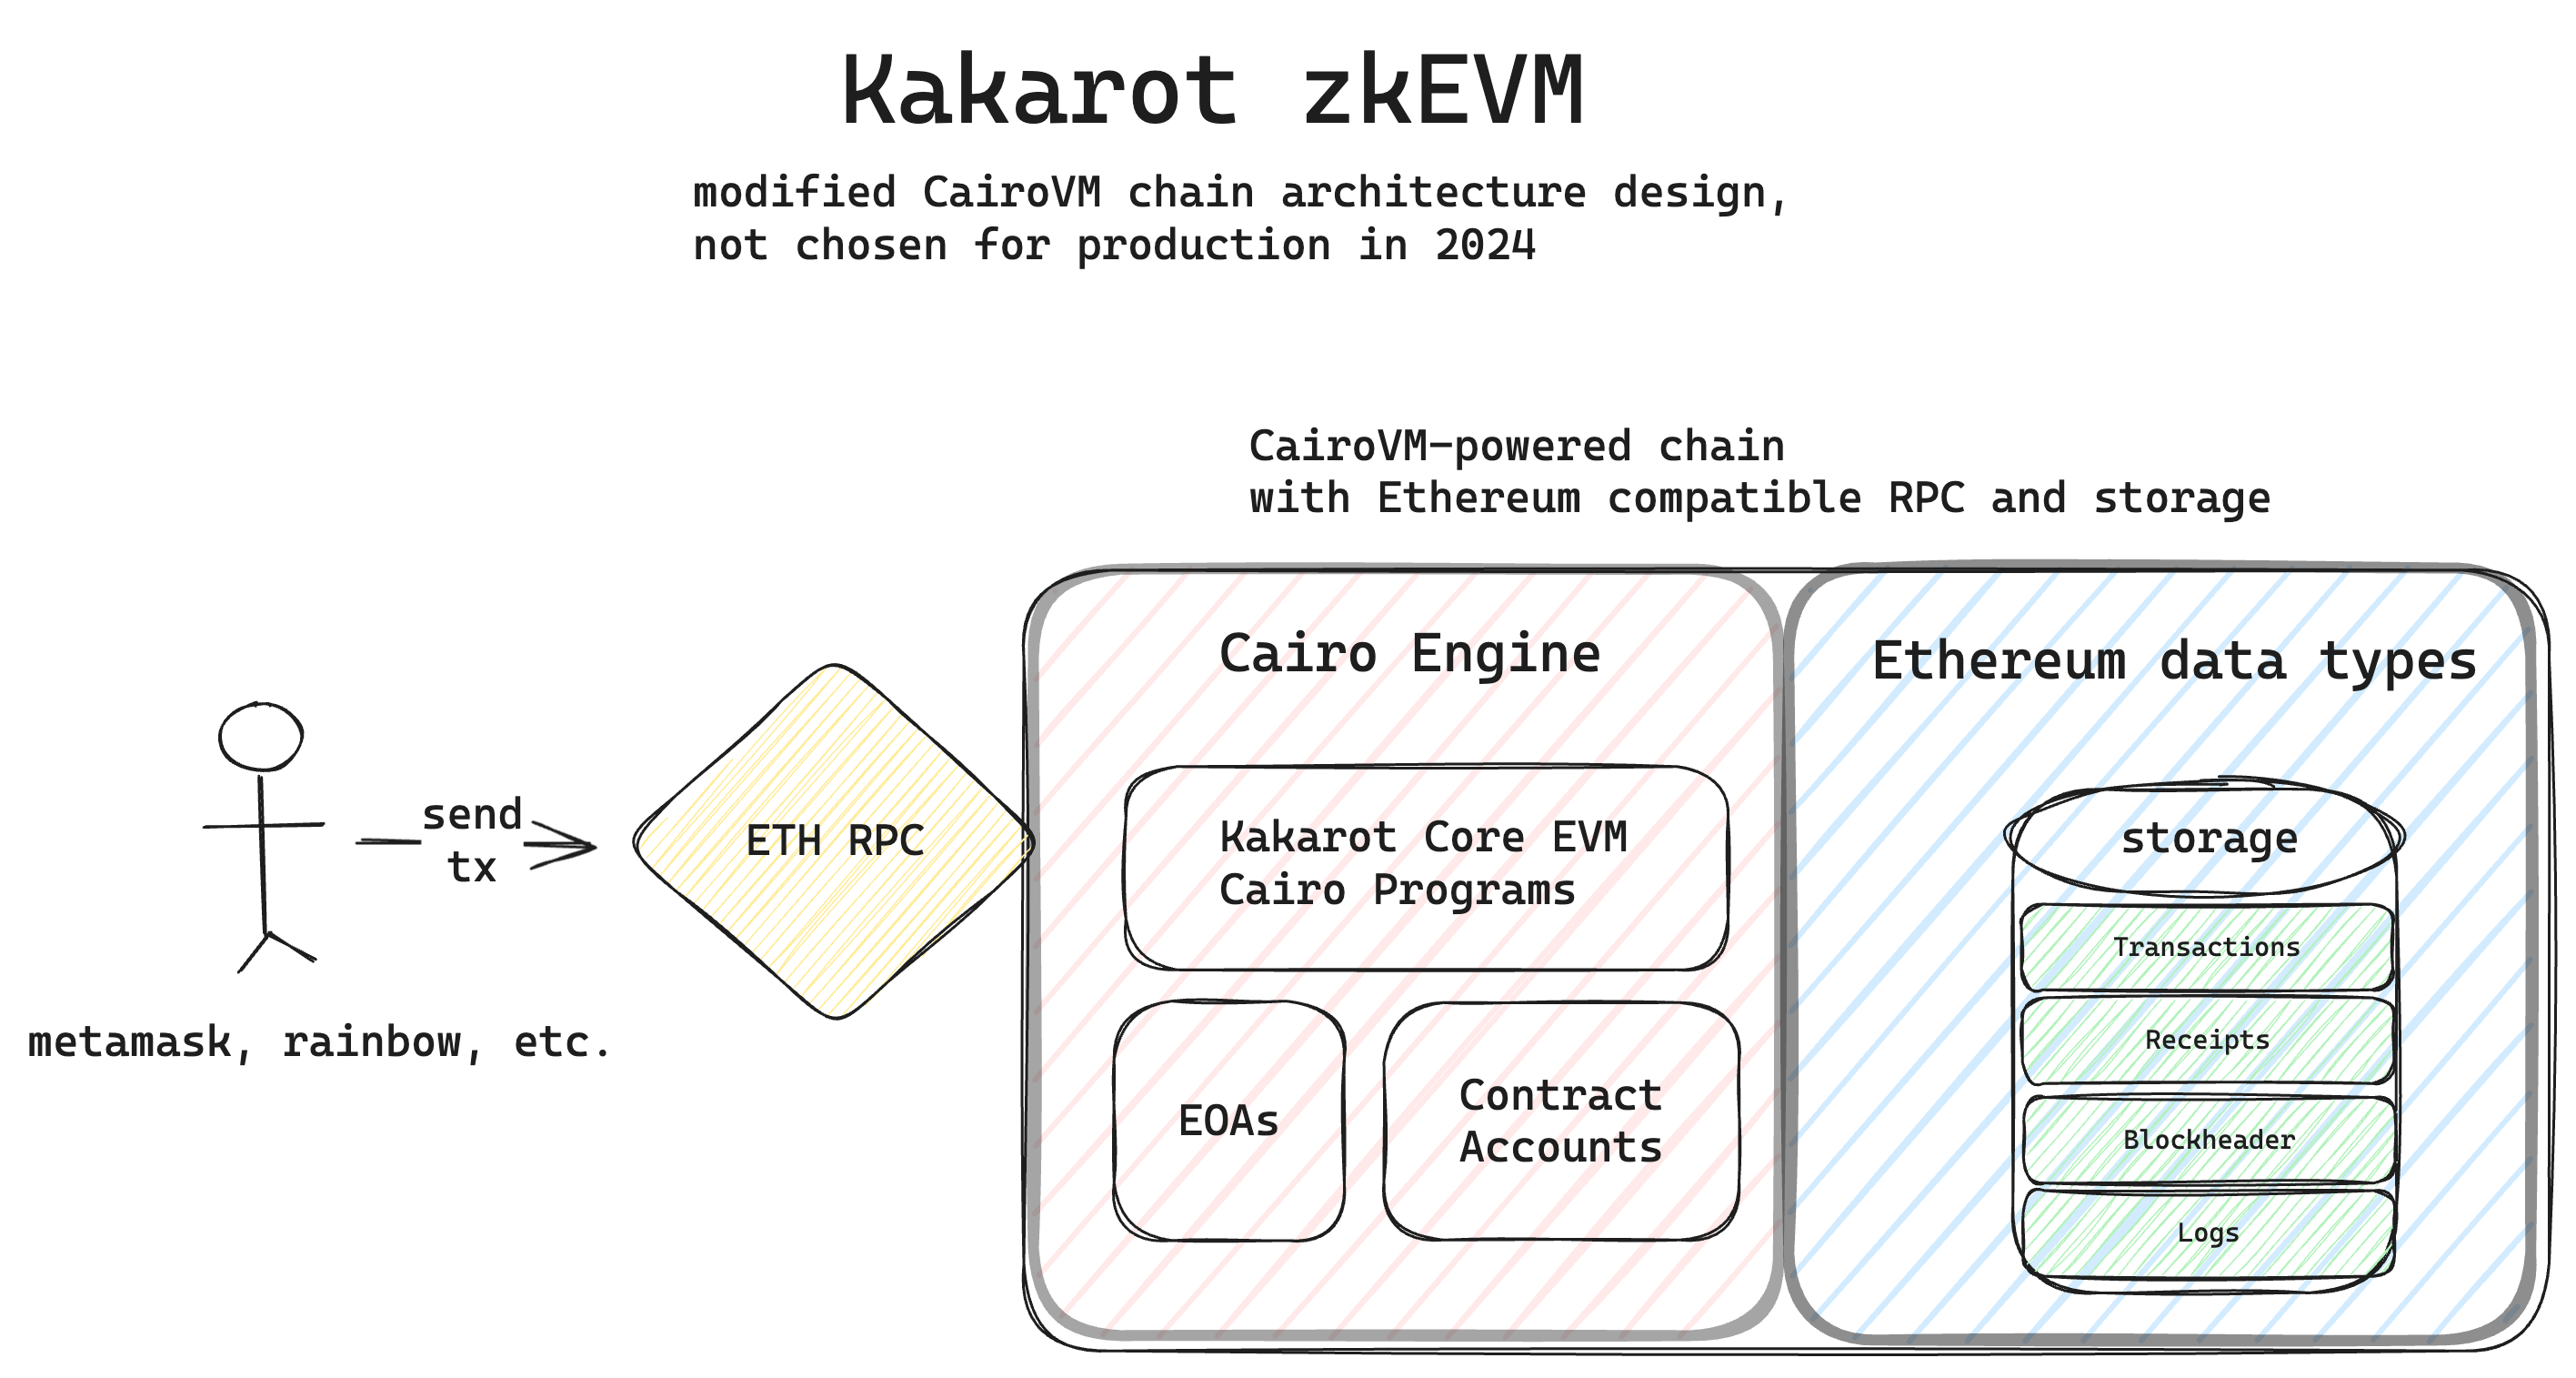 Kakarot zkEVM
modified CairoVM chain architecture design,
not chosen for production in 2024
CairoVM-powered chain
with Ethereum compatible RPC and storage
send
tx
metamask, rainbow, etc.
ETH RPC
Cairo Engine
Kakarot Core EVM
Cairo Programs
EOAs
Contract
Accounts
Ethereum data types
storage
Transactions
Receipts
Blockheader
Logs